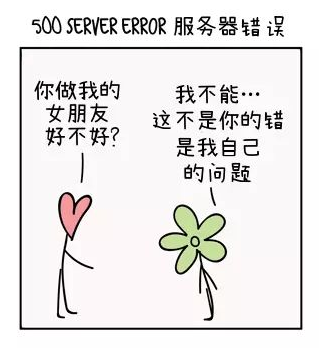 500 SERVER ERROR 服务器错误
你做我的
女朋友
好不好?
我不能…
这不是你的错
是我自己
的问题